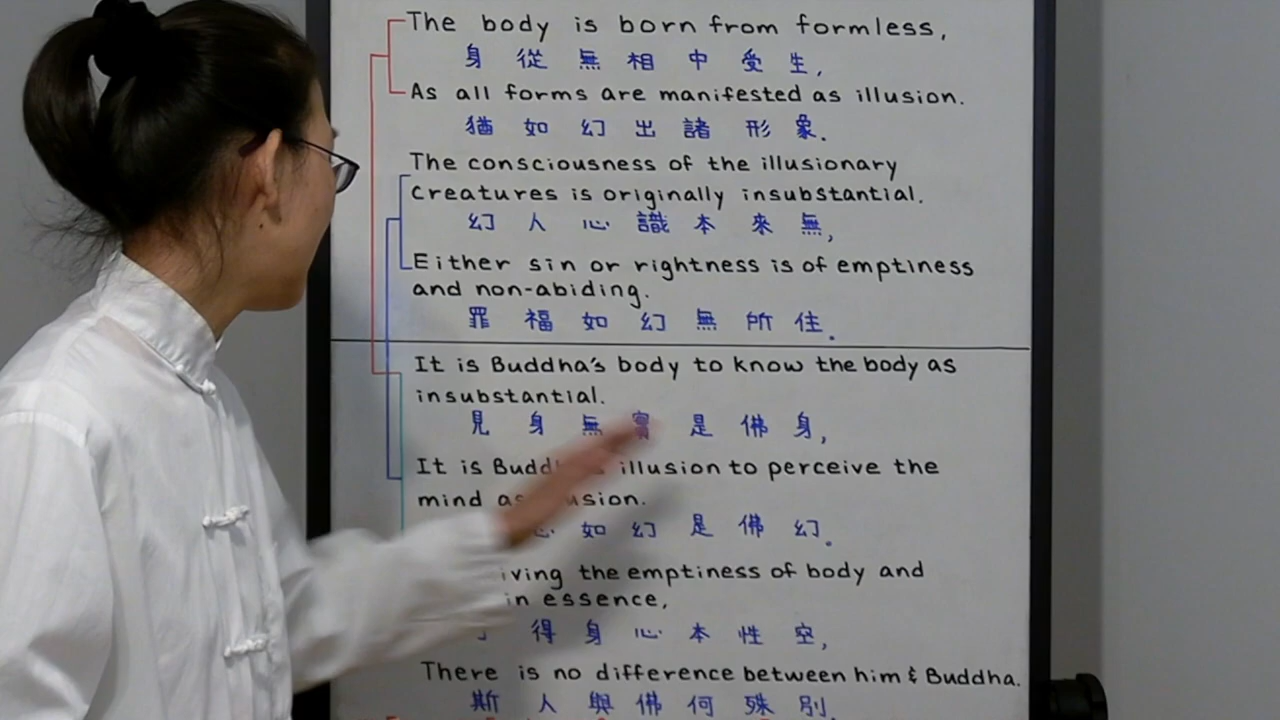 The body is born from formless,
身從無相中受生,
As all forms are manifested as illusion.
猶如幻出諸形象.
The consciousness of the illusionary
Creatures is originally insubstantial.
幻人心識本來無,
Either sin or rightness is of emptiness
and non-abiding.
罪福如幻無所住.
It is Buddha's body to know the body as
insubstantial.
見身無實是佛身,
It is illusion to perceive the
mind as
如幻是佛幻.
the emptiness of body and
in essence,
得身心本性空,
There is no difference between him & Buddha.
斯人與佛何殊別.